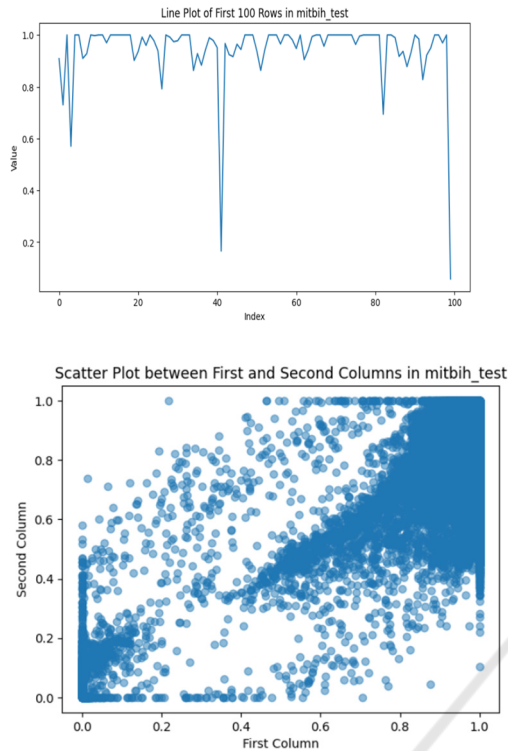 Line Plot of First 100 Rows in mitbih_test
1.0
0.8
0.6
0.4
0.2
Value
0 20 40 60 80 100
Index
Scatter Plot between First and Second Columns in mitbih_test
1.0
0.8
0.6
0.4
0.2
0.0
Second Column
0.0 0.2 0.4 0.6 0.8 1.0
First Column